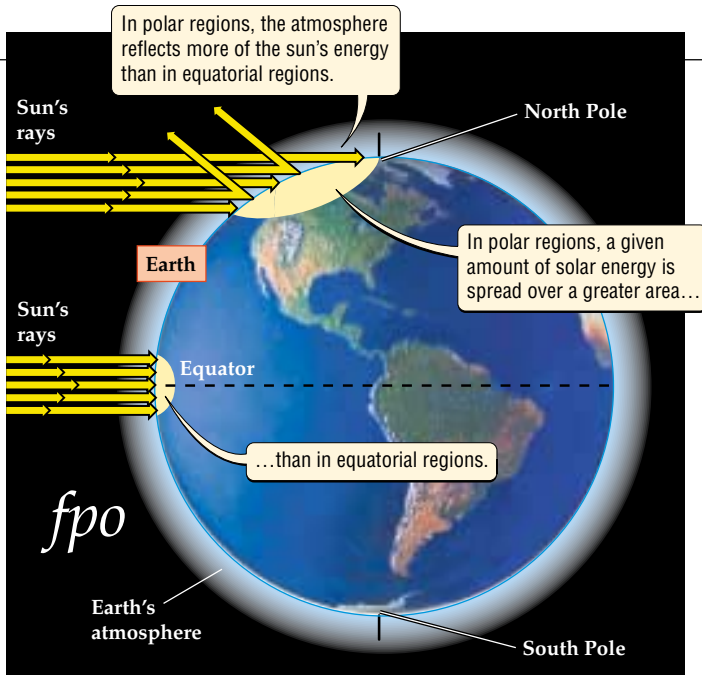 In polar regions, the atmosphere
reflects more of the sun's energy
than in equatorial regions.
Sun's
rays
North Pole
In polar regions, a given
amount of solar energy is
spread over a greater area…
Earth
Sun's
rays
Equator
…than in equatorial regions.
fpo
Earth's
atmosphere
South Pole